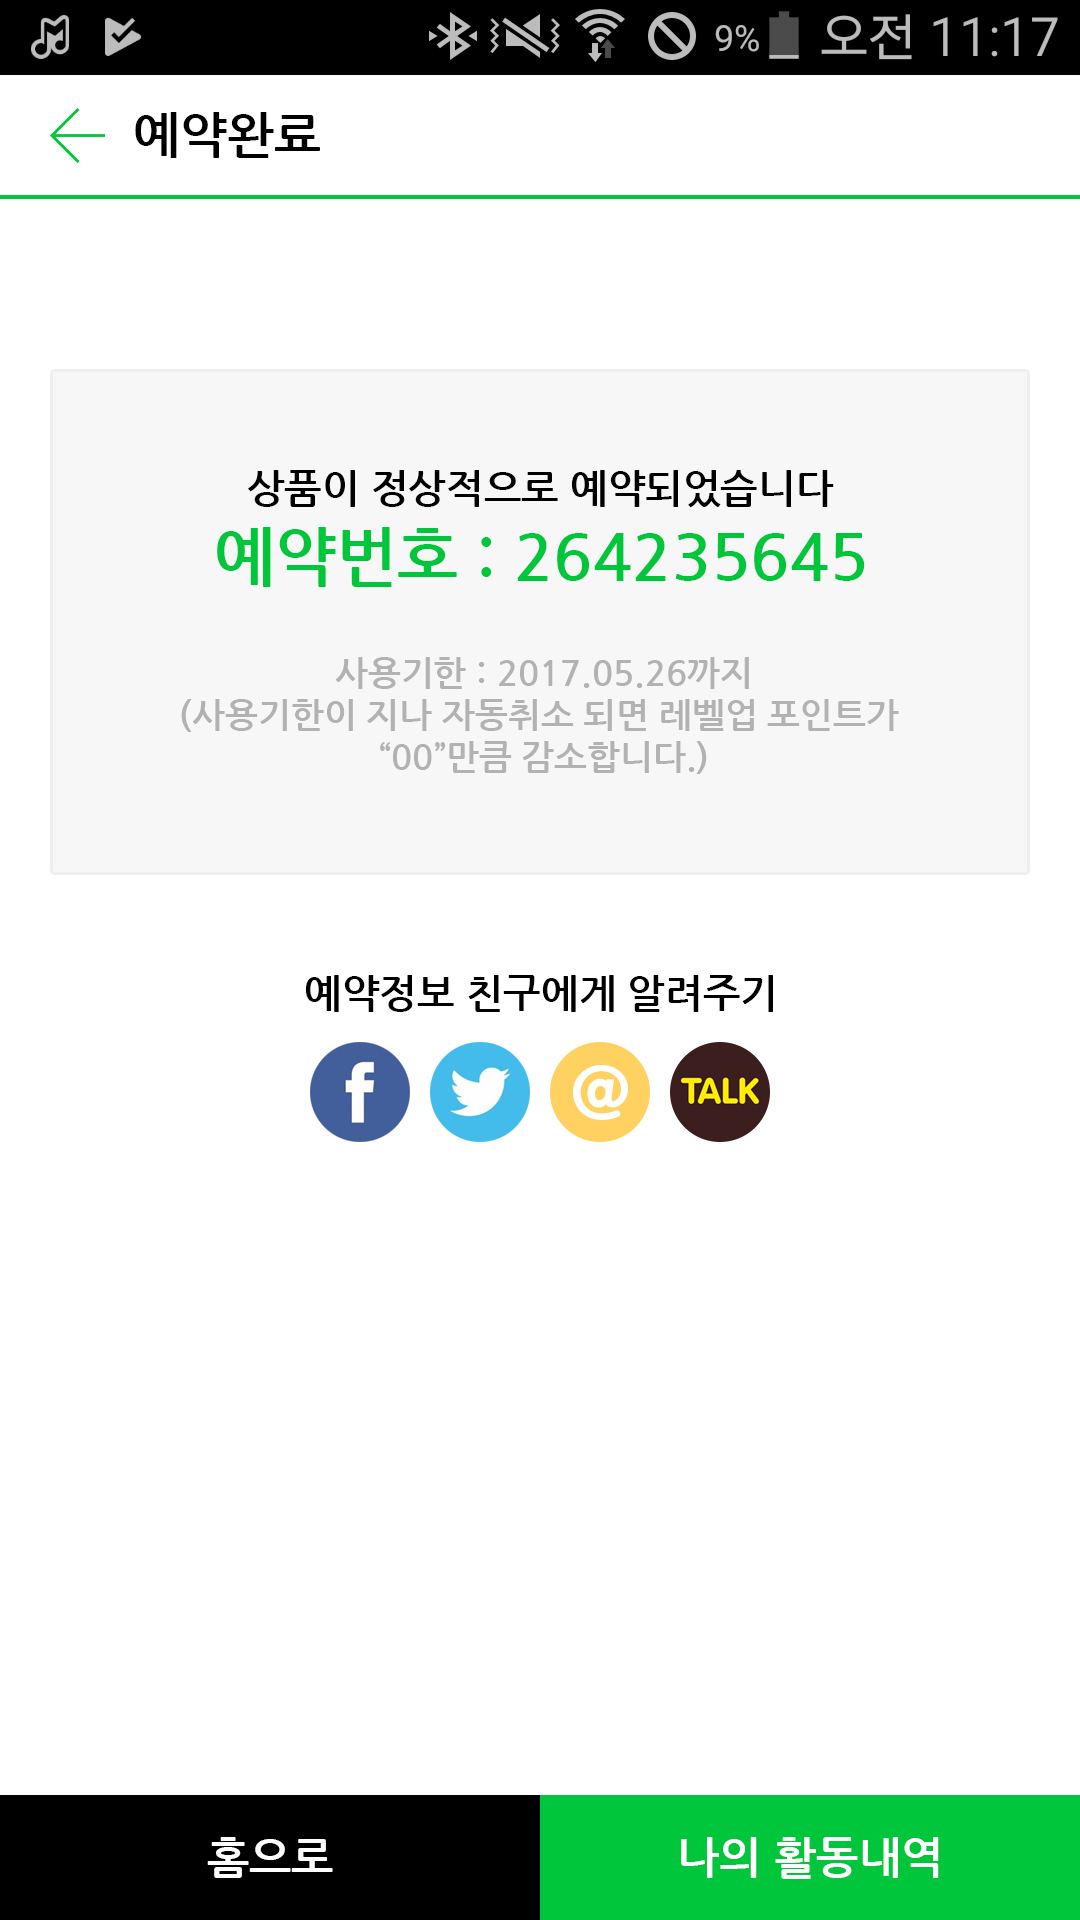 9% 오전 11:17
예약완료
상품이 정상적으로 예약되었습니다
예약번호 : 264235645
사용기한 : 2017.05.26까지
(사용기한이 지나 자동취소 되면 레벨업 포인트가
“00”만큼 감소합니다.)
예약정보 친구에게 알려주기
f @ TALK
홈으로 나의 활동내역